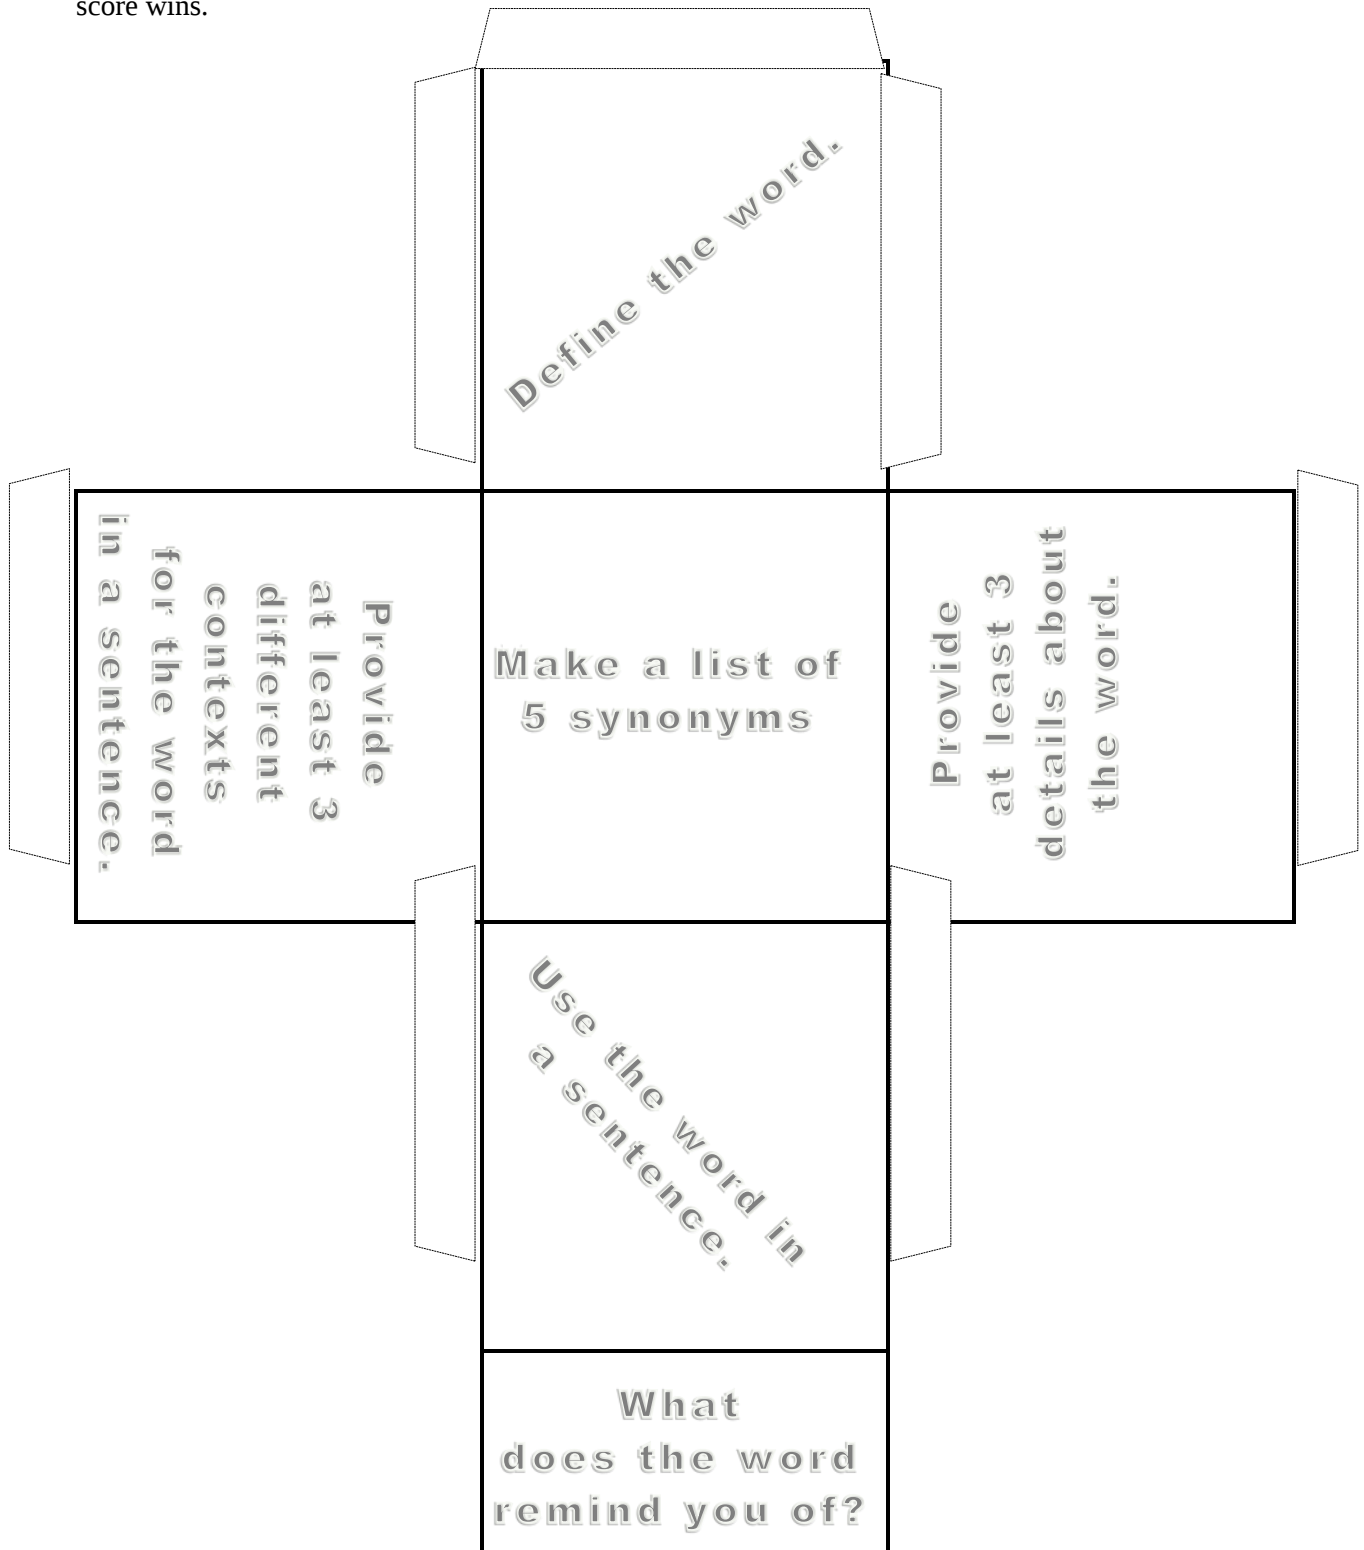 score wins.
Define the word.
Provide
at least 3
different
contexts
for the word
in a sentence.
Make a list of
5 synonyms
Provide
at least 3
details about
the word.
Use the word in
a sentence.
What
does the word
remind you of?